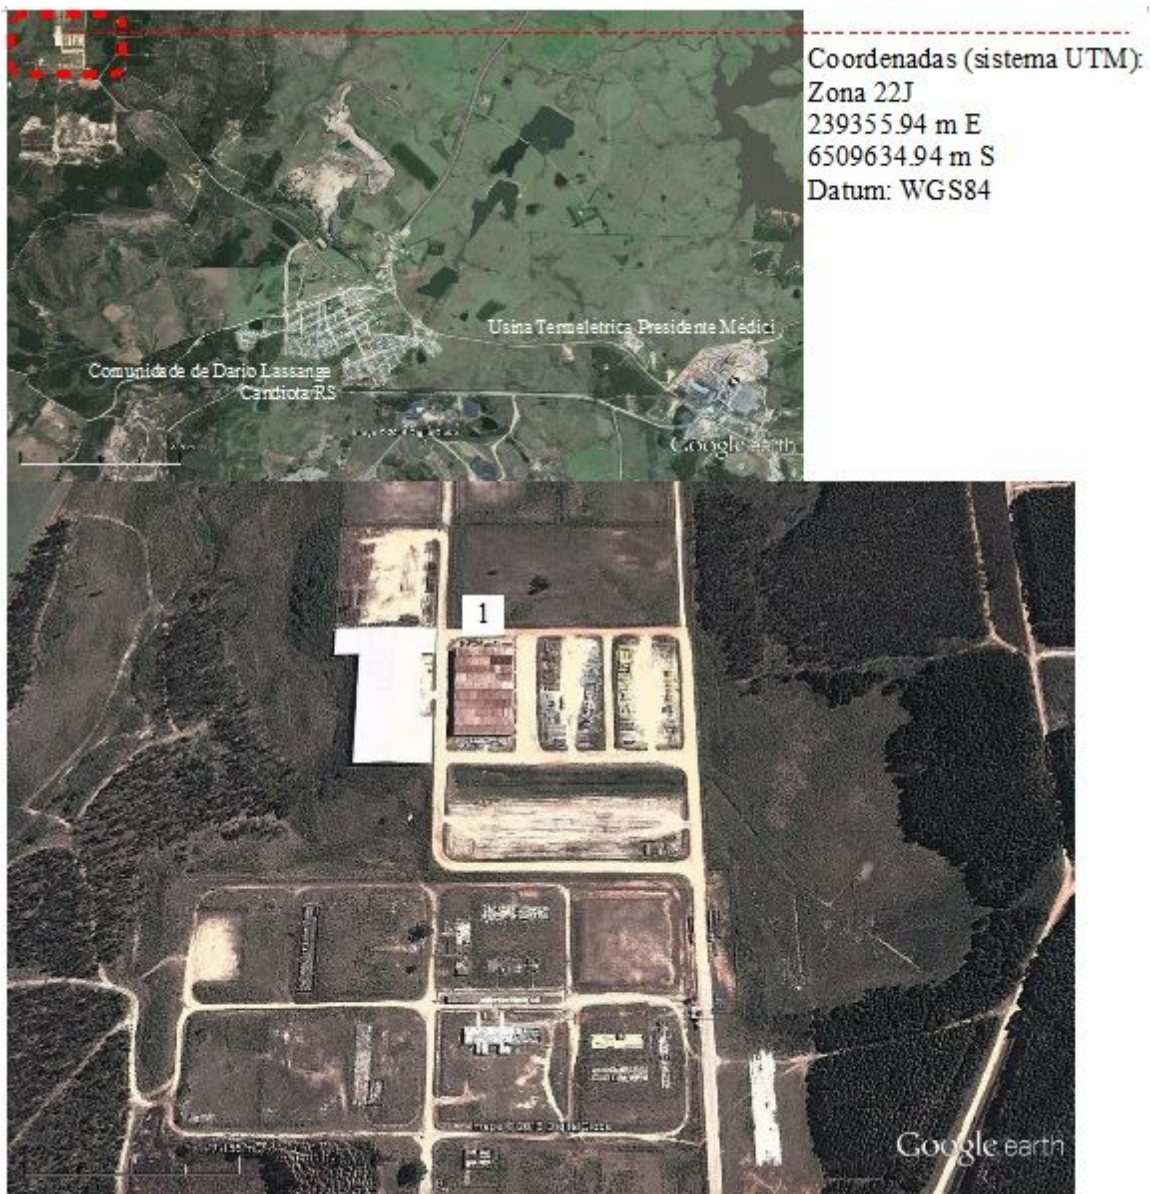 Coordenadas (sistema UTM):
Zona 22J
239355.94 m E
6509634.94 m S
Datum: WGS84
Usina Termelétrica Presidente Médici
Comunidade de Dario Lassange
Candiota/RS
Google earth
1
Google earth